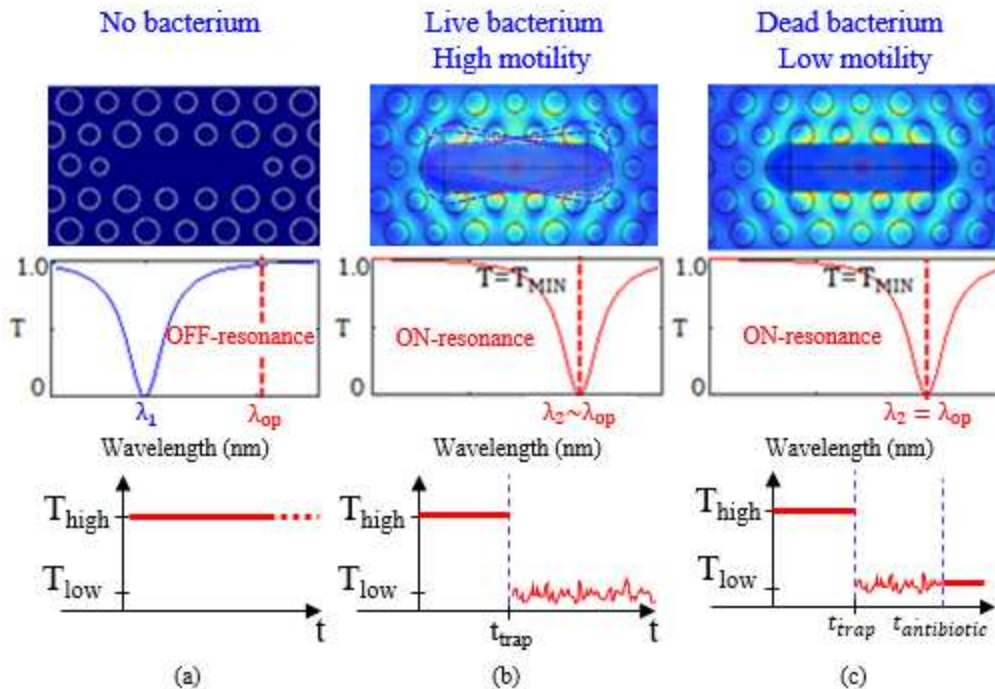 No bacterium
Live bacterium
High motility
Dead bacterium
Low motility
1.0
T
0
OFF-resonance
λ1
λop
Wavelength (nm)
1.0
T=TMIN
ON-resonance
0
λ2~λop
Wavelength (nm)
1.0
T
T=TMIN
ON-resonance
0
λ2 = λop
Wavelength (nm)
Thigh
Tlow
t
Thigh
Tlow
ttrap
t
Thigh
Tlow
ttrap
tantibiotic
t
(a)
(b)
(c)